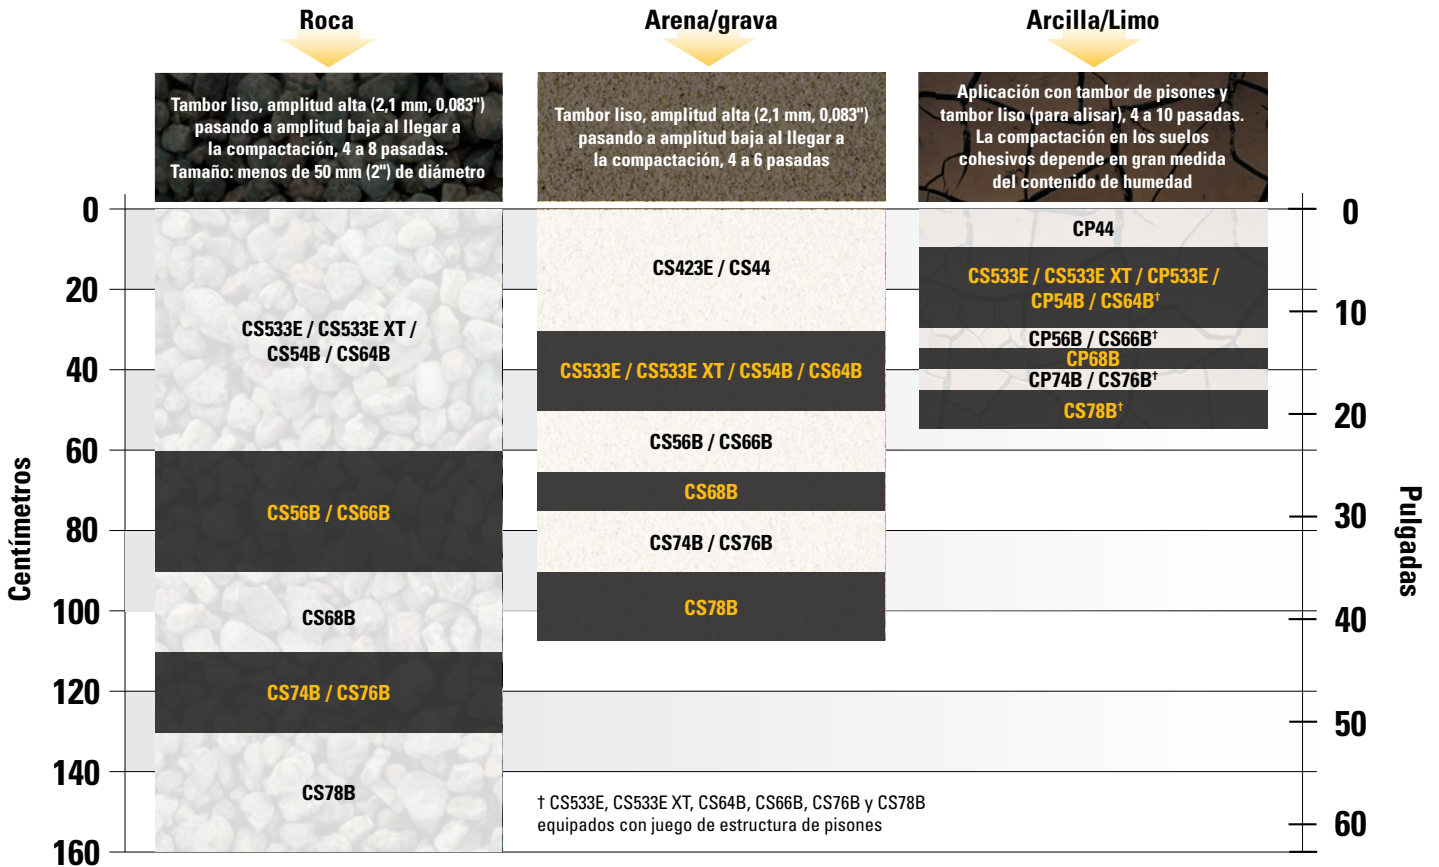 Roca
Tambor liso, amplitud alta (2,1 mm, 0,083")
pasando a amplitud baja al llegar a
la compactación, 4 a 8 pasadas.
Tamaño: menos de 50 mm (2") de diámetro
Arena/grava
Tambor liso, amplitud alta (2,1 mm, 0,083")
pasando a amplitud baja al llegar a
la compactación, 4 a 6 pasadas
Arcilla/Limo
Aplicación con tambor de pisones y
tambor liso (para alisar), 4 a 10 pasadas.
La compactación en los suelos
cohesivos depende en gran medida
del contenido de humedad
Centímetros
0
20
40
60
80
100
120
140
160
CS533E / CS533E XT /
CS54B / CS64B
CS56B / CS66B
CS68B
CS74B / CS76B
CS78B
CS423E / CS44
CS533E / CS533E XT / CS54B / CS64B
CS56B / CS66B
CS68B
CS74B / CS76B
CS78B
CP44
CS533E / CS533E XT / CP533E /
CP54B / CS64B†
CP56B / CS66B†
CP68B
CP74B / CS76B†
CS78B†
0
10
20
30
40
50
60
Pulgadas
† CS533E, CS533E XT, CS64B, CS66B, CS76B y CS78B
equipados con juego de estructura de pisones